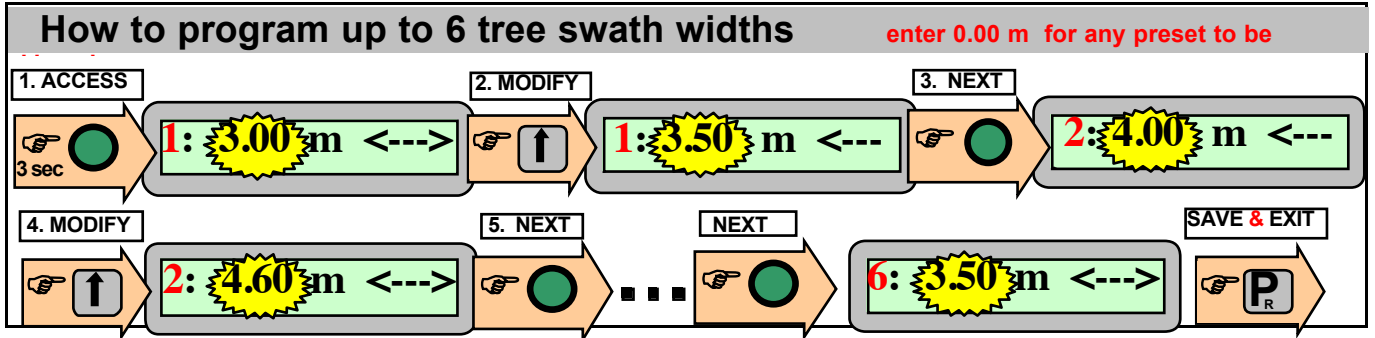 How to program up to 6 tree swath widths enter 0.00 m for any preset to be
1. ACCESS
3 sec
1: 3.00 m <--->
2. MODIFY
1: 3.50 m <---
3. NEXT
2: 4.00 m <---
4. MODIFY
2: 4.60 m <--->
5. NEXT
NEXT
6: 3.50 m <--->
SAVE & EXIT
PR